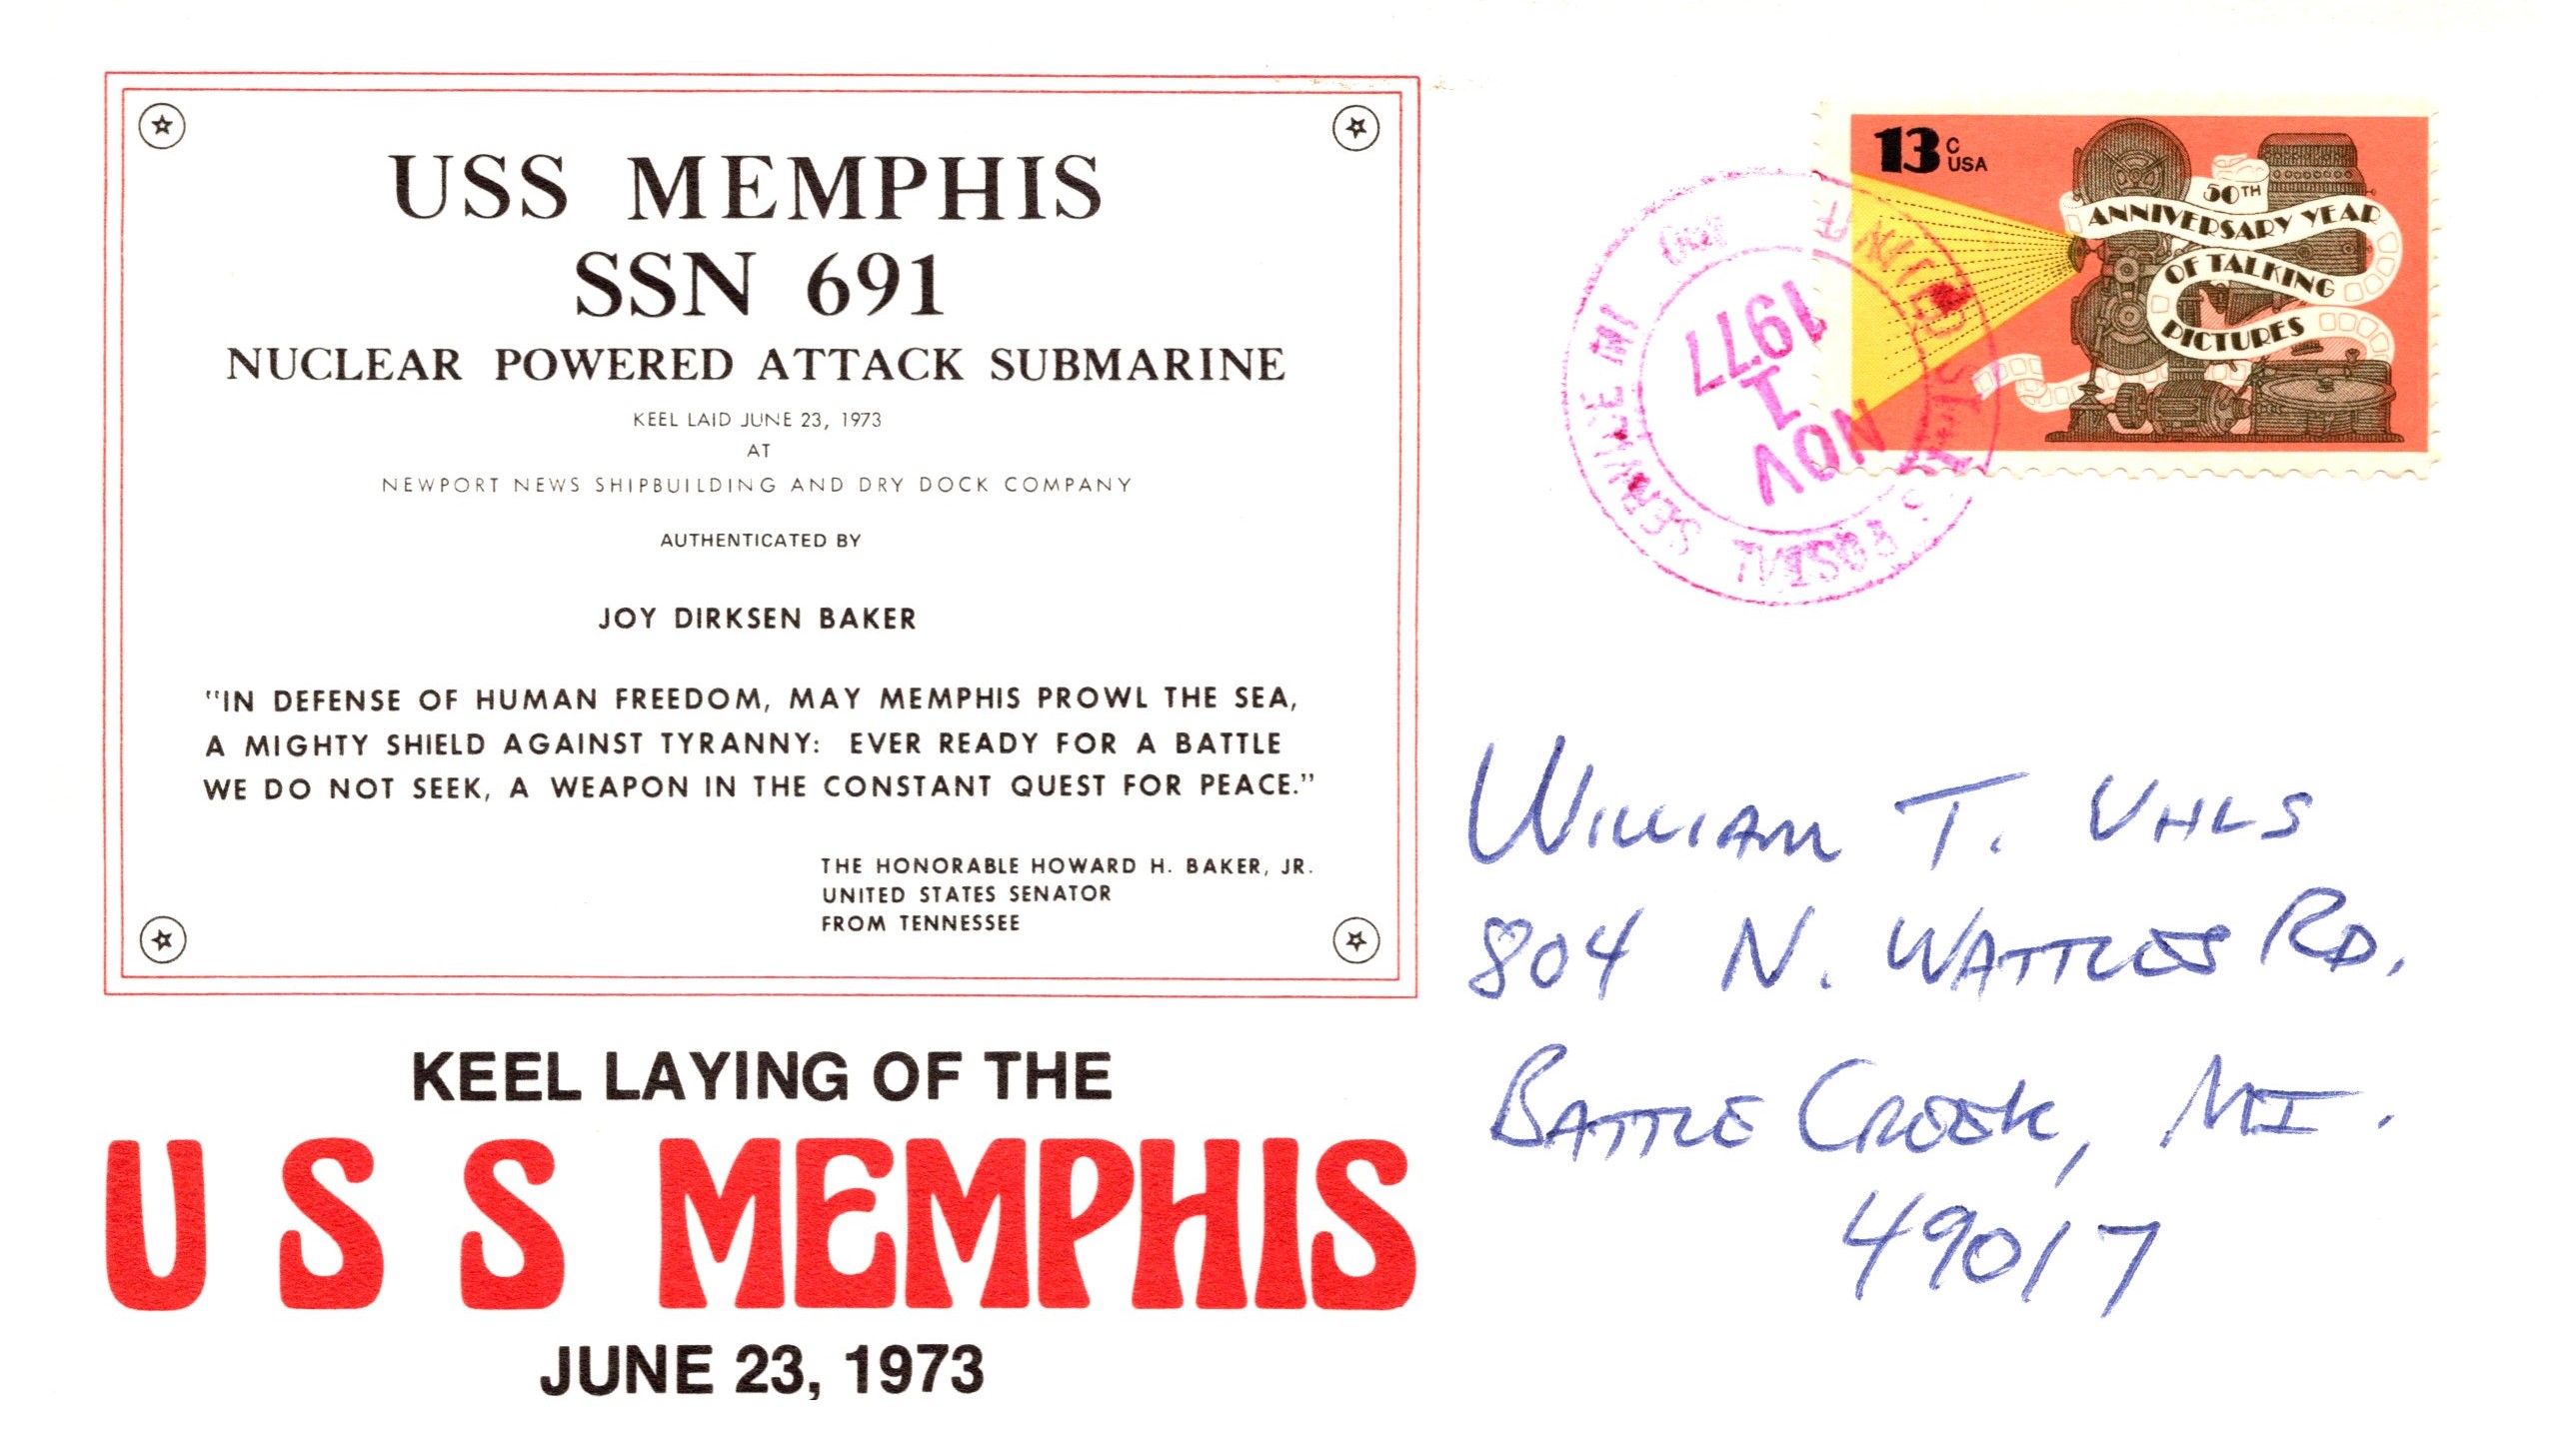 USS MEMPHIS
SSN 691
NUCLEAR POWERED ATTACK SUBMARINE
KEEL LAID JUNE 23, 1973
AT
NEWPORT NEWS SHIPBUILDING AND DRY DOCK COMPANY
AUTHENTICATED BY
JOY DIRKSEN BAKER
"IN DEFENSE OF HUMAN FREEDOM, MAY MEMPHIS PROWL THE SEA,
A MIGHTY SHIELD AGAINST TYRANNY: EVER READY FOR A BATTLE
WE DO NOT SEEK, A WEAPON IN THE CONSTANT QUEST FOR PEACE."
THE HONORABLE HOWARD H. BAKER, JR.
UNITED STATES SENATOR
FROM TENNESSEE
KEEL LAYING OF THE
USS MEMPHIS
JUNE 23, 1973
13c
USA
50TH
ANNIVERSARY YEAR
OF TALKING
PICTURES
POSTAL
NOV
1
1977
WILLIAM T. UHLS
804 N. WATTLES RD.
BATTLE CREEK, MI.
49017